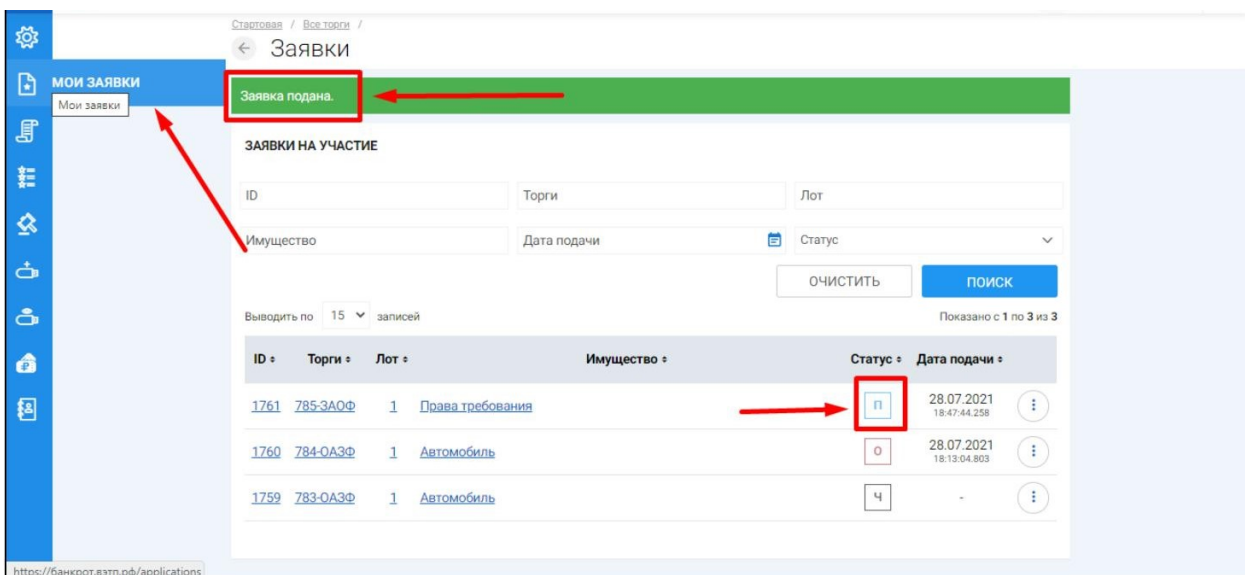 Стартовая / Все торги /
Заявки
МОИ ЗАЯВКИ
Мои заявки
Заявка подана.
ЗАЯВКИ НА УЧАСТИЕ
ID Торги Лот
Имущество Дата подачи Статус
ОЧИСТИТЬ ПОИСК
Выводить по 15 записей Показано с 1 по 3 из 3
ID Торги Лот Имущество Статус Дата подачи
1761 785-ЗАОФ 1 Права требования П 28.07.2021
18:47:44.258
1760 784-ОАЗФ 1 Автомобиль О 28.07.2021
18:13:04.803
1759 783-ОАЗФ 1 Автомобиль Ч -
https://банкрот.вэтп.рф/applications